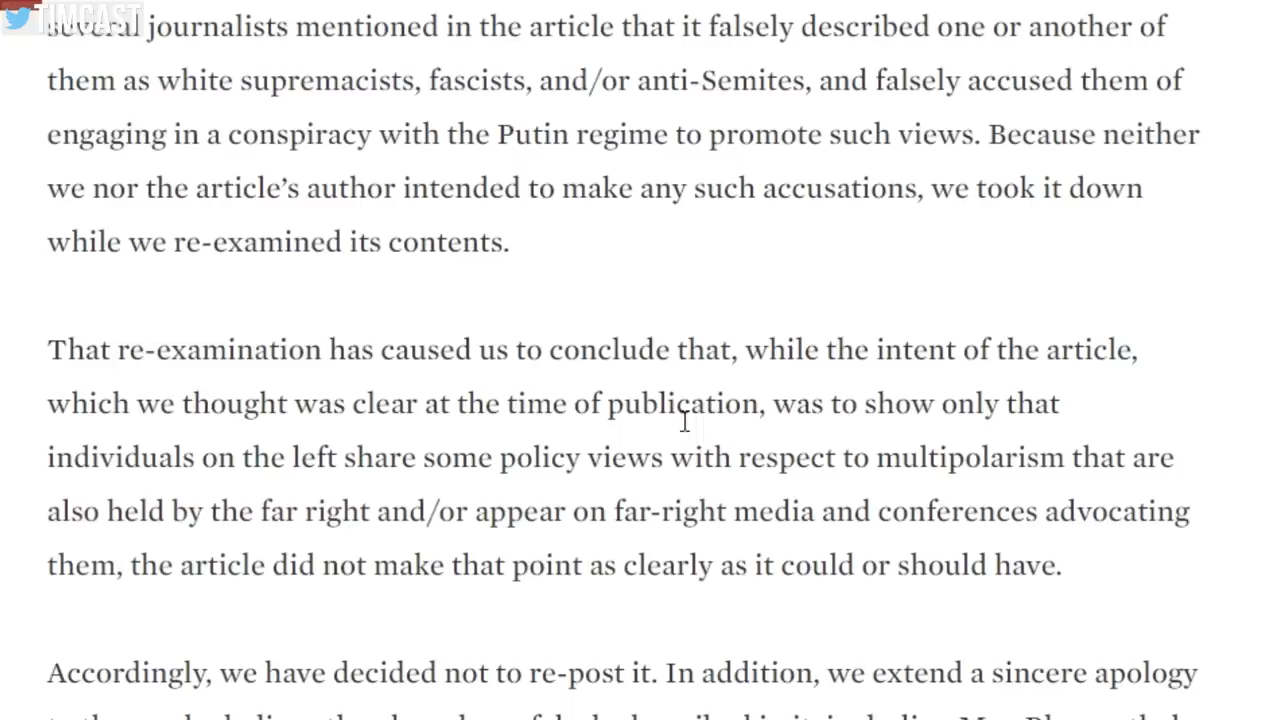 TIMCAST
several journalists mentioned in the article that it falsely described one or another of
them as white supremacists, fascists, and/or anti-Semites, and falsely accused them of
engaging in a conspiracy with the Putin regime to promote such views. Because neither
we nor the article’s author intended to make any such accusations, we took it down
while we re-examined its contents.
That re-examination has caused us to conclude that, while the intent of the article,
which we thought was clear at the time of publication, was to show only that
individuals on the left share some policy views with respect to multipolarism that are
also held by the far right and/or appear on far-right media and conferences advocating
them, the article did not make that point as clearly as it could or should have.
Accordingly, we have decided not to re-post it. In addition, we extend a sincere apology